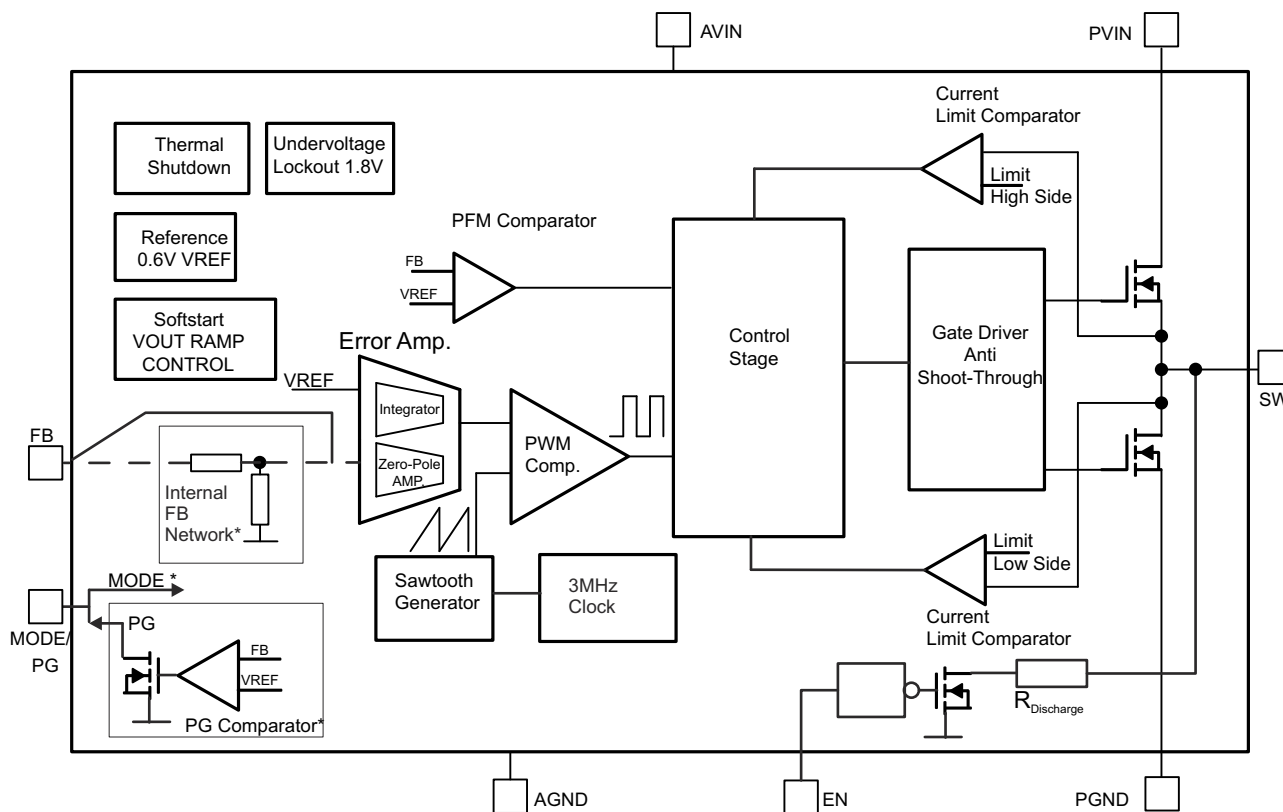 AVIN
PVIN
Current
Limit Comparator
Thermal
Shutdown
Undervoltage
Lockout 1.8V
Limit
High Side
Reference
0.6V VREF
PFM Comparator
FB
VREF
Softstart
VOUT RAMP
CONTROL
Error Amp.
VREF
Integrator
Zero-Pole
AMP.
PWM
Comp.
Control
Stage
Gate Driver
Anti
Shoot-Through
SW
FB
Internal
FB
Network*
Sawtooth
Generator
3MHz
Clock
Limit
Low Side
Current
Limit Comparator
MODE *
MODE/
PG
PG
FB
VREF
PG Comparator*
RDischarge
AGND
EN
PGND